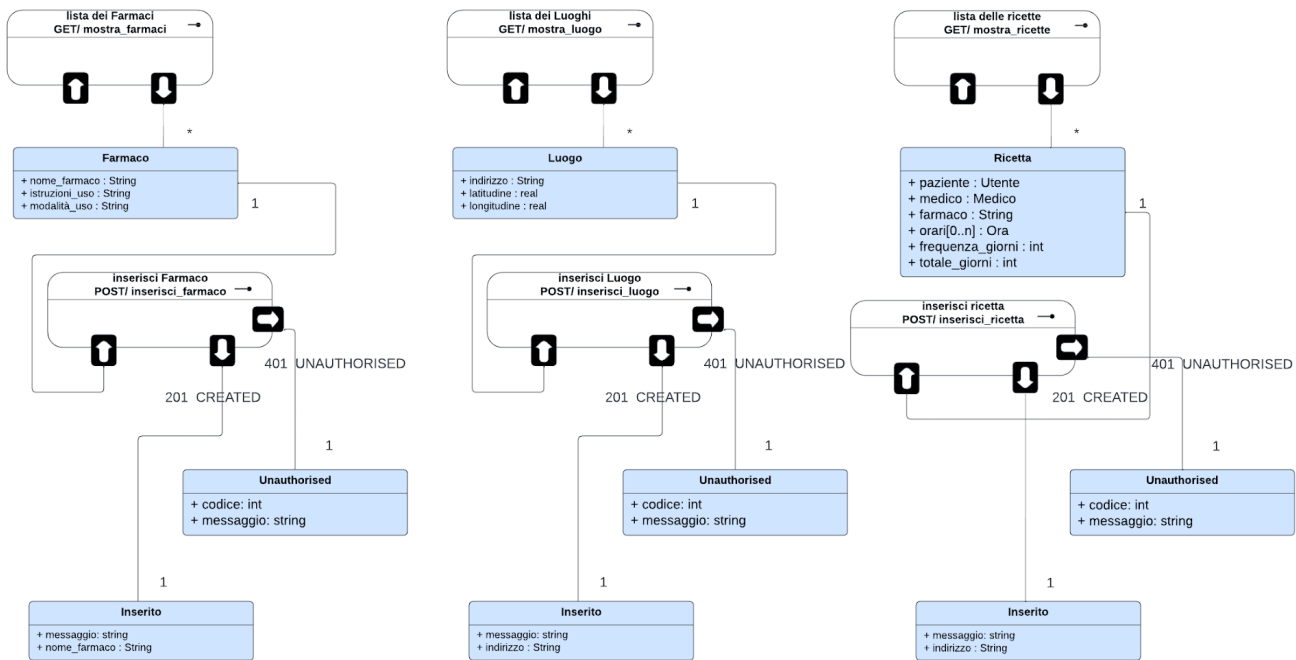 lista dei Farmaci
GET/ mostra_farmaci
*
Farmaco
+ nome_farmaco : String
+ istruzioni_uso : String
+ modalità_uso : String
1
inserisci Farmaco
POST/ inserisci_farmaco
401 UNAUTHORISED
201 CREATED
1
Unauthorised
+ codice: int
+ messaggio: string
1
Inserito
+ messaggio: string
+ nome_farmaco : String
lista dei Luoghi
GET/ mostra_luogo
*
Luogo
+ indirizzo : String
+ latitudine : real
+ longitudine : real
1
inserisci Luogo
POST/ inserisci_luogo
401 UNAUTHORISED
201 CREATED
1
Unauthorised
+ codice: int
+ messaggio: string
1
Inserito
+ messaggio: string
+ indirizzo : String
lista delle ricette
GET/ mostra_ricette
*
Ricetta
+ paziente : Utente
+ medico : Medico
+ farmaco : String
+ orari[0..n] : Ora
+ frequenza_giorni : int
+ totale_giorni : int
1
inserisci ricetta
POST/ inserisci_ricetta
401 UNAUTHORISED
201 CREATED
1
Unauthorised
+ codice: int
+ messaggio: string
1
Inserito
+ messaggio: string
+ indirizzo : String